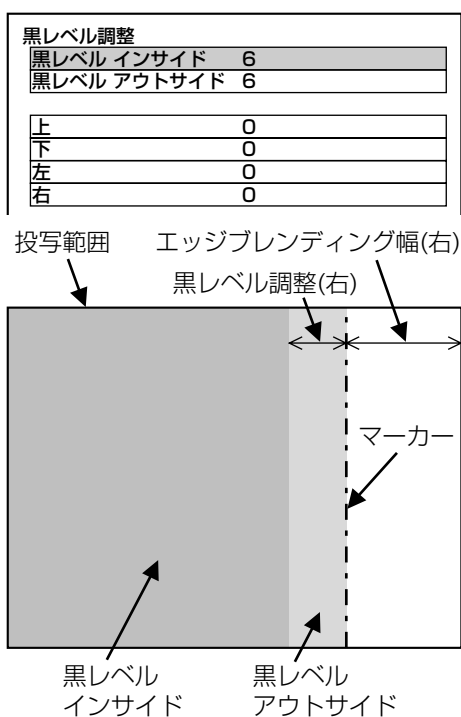 黒レベル調整
黒レベル インサイド 6
黒レベル アウトサイド 6
上 0
下 0
左 0
右 0
投写範囲
エッジブレンディング幅(右)
黒レベル調整(右)
マーカー
黒レベル
インサイド
黒レベル
アウトサイド